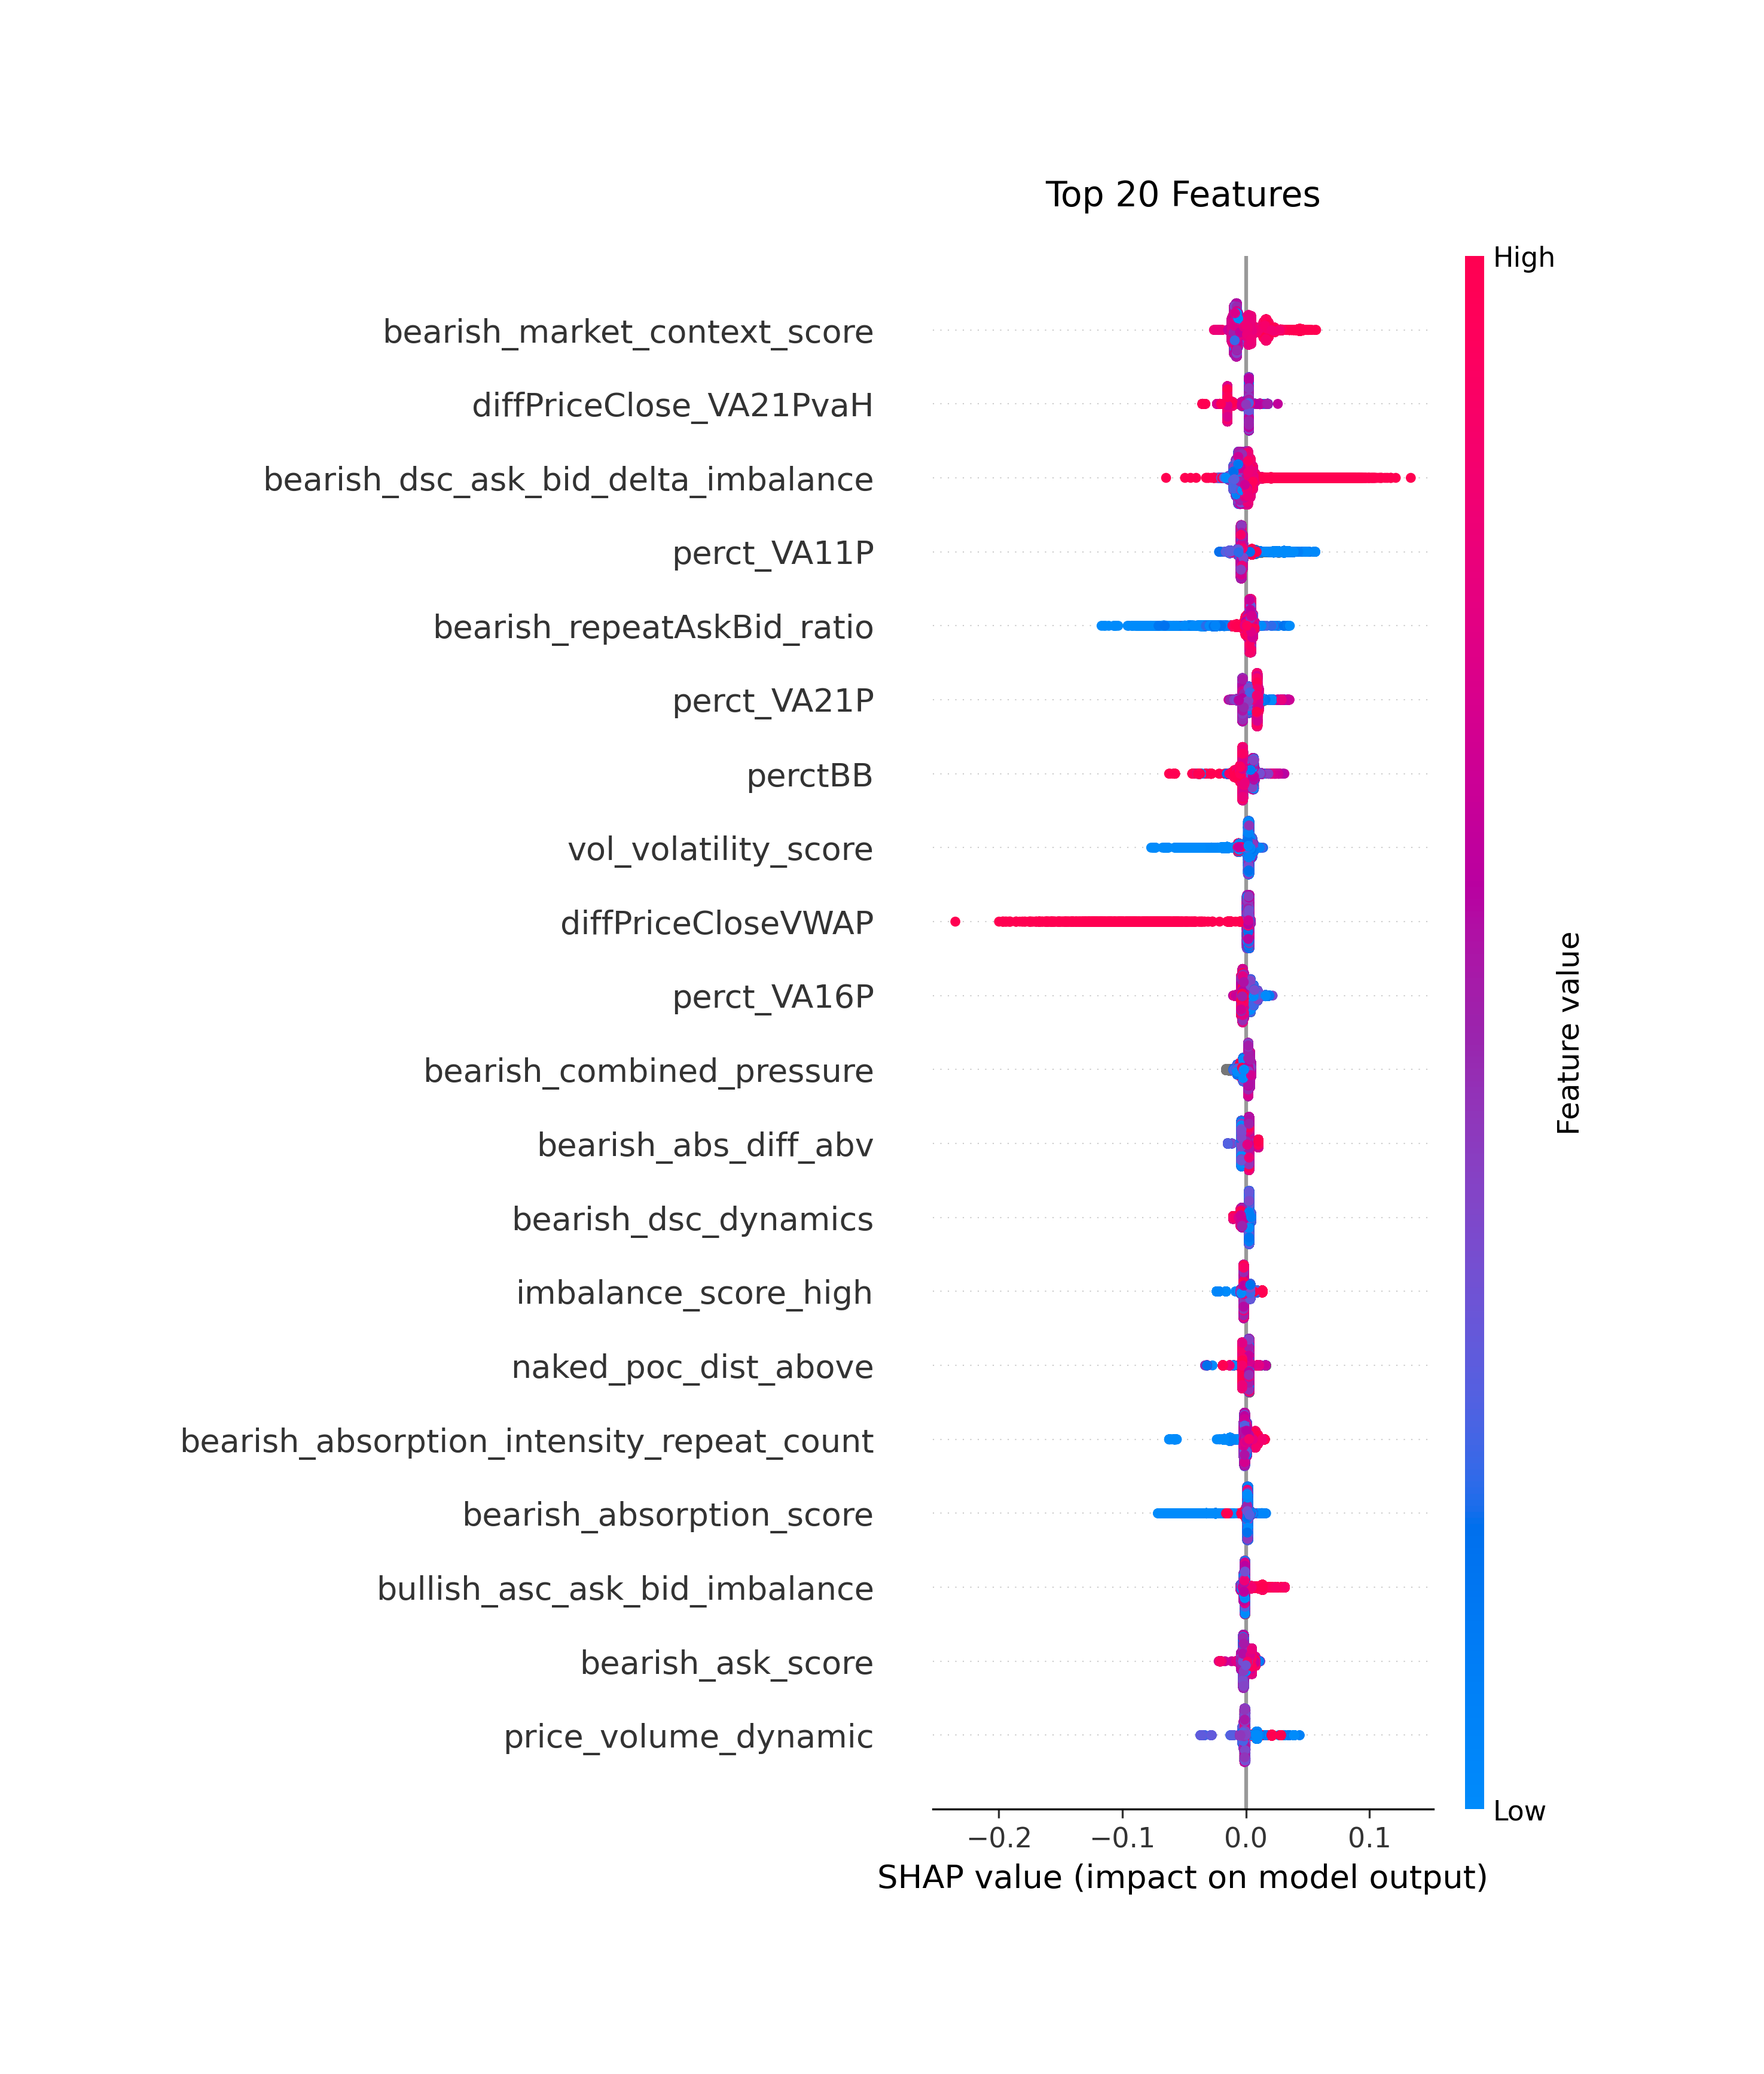 Top 20 Features
High
bearish_market_context_score
diffPriceClose_VA21PvaH
bearish_dsc_ask_bid_delta_imbalance
perct_VA11P
bearish_repeatAskBid_ratio
perct_VA21P
perctBB
vol_volatility_score
diffPriceCloseVWAP
perct_VA16P
bearish_combined_pressure
bearish_abs_diff_abv
bearish_dsc_dynamics
imbalance_score_high
naked_poc_dist_above
bearish_absorption_intensity_repeat_count
bearish_absorption_score
bullish_asc_ask_bid_imbalance
bearish_ask_score
price_volume_dynamic
Feature value
Low
−0.2 −0.1 0.0 0.1
SHAP value (impact on model output)